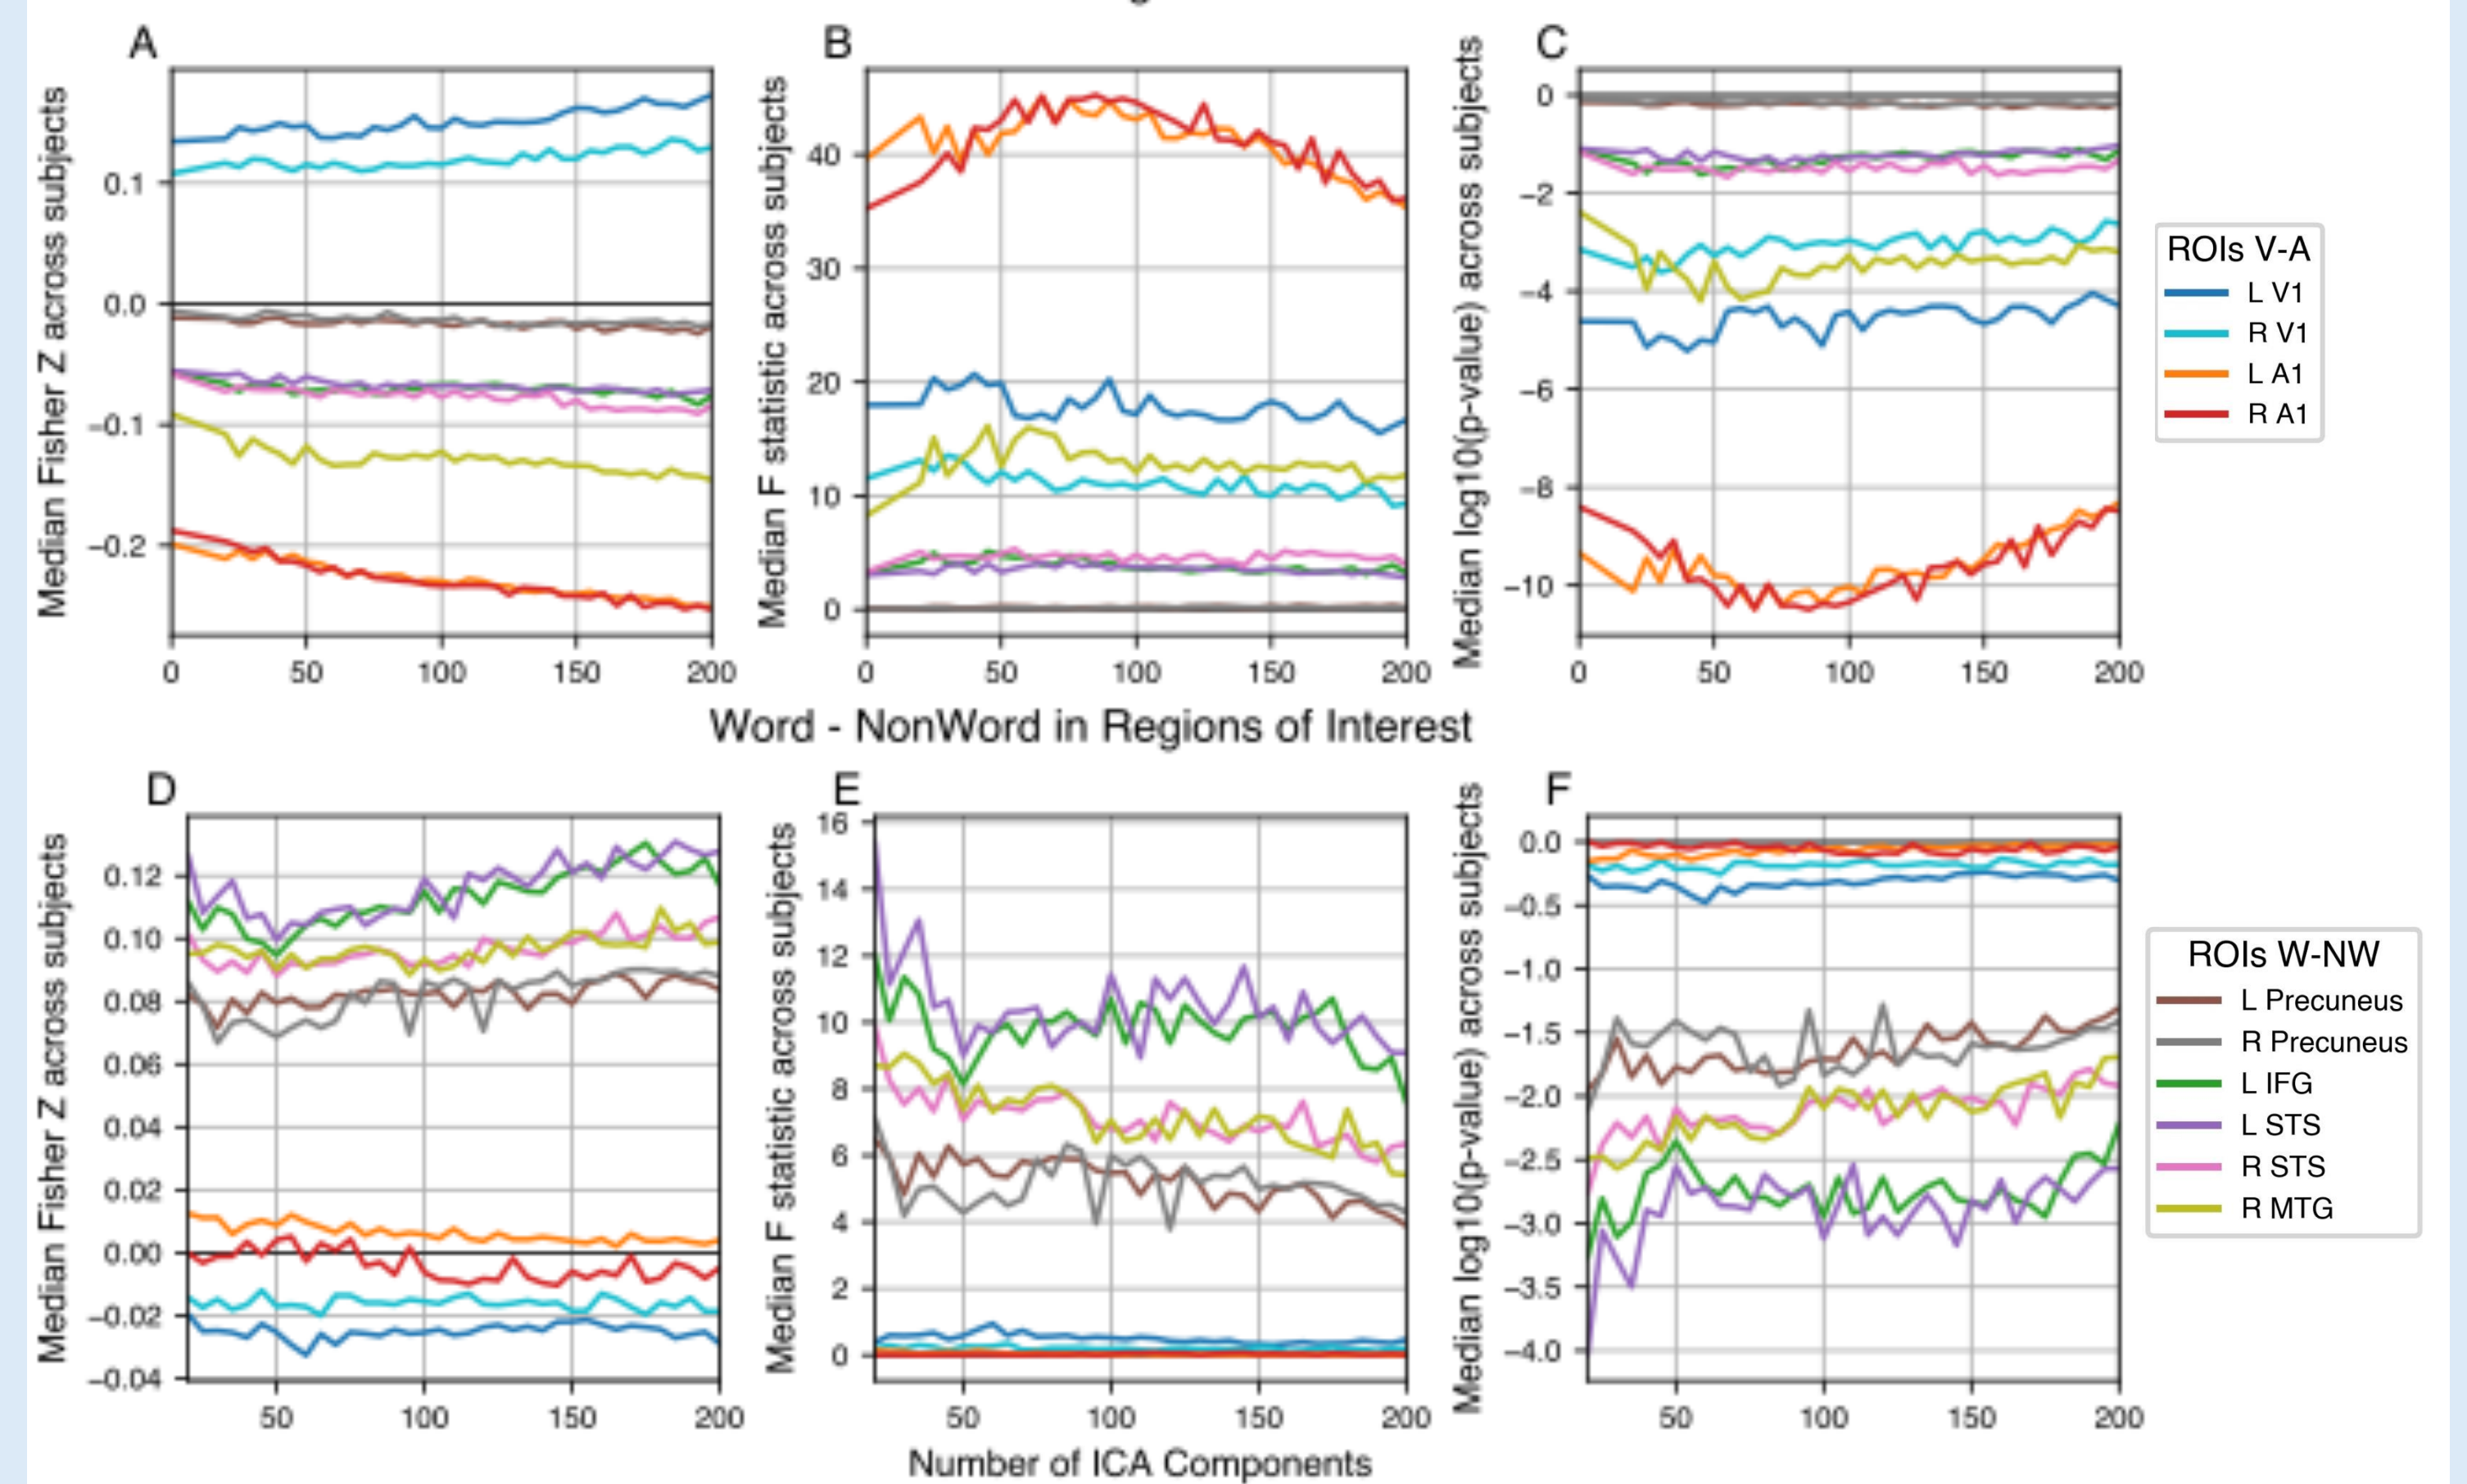 A
B
C
Median Fisher Z across subjects
0.1
0.0
−0.1
−0.2
0
50
100
150
200
Median F statistic across subjects
40
30
20
10
0
0
50
100
150
200
Median log10(p-value) across subjects
0
−2
−4
−6
−8
−10
0
50
100
150
200
ROIs V-A
L V1
R V1
L A1
R A1
Word - NonWord in Regions of Interest
D
E
F
Median Fisher Z across subjects
0.12
0.10
0.08
0.06
0.04
0.02
0.00
−0.02
−0.04
50
100
150
200
Median F statistic across subjects
16
14
12
10
8
6
4
2
0
50
100
150
200
Median log10(p-value) across subjects
0.0
−0.5
−1.0
−1.5
−2.0
−2.5
−3.0
−3.5
−4.0
50
100
150
200
ROIs W-NW
L Precuneus
R Precuneus
L IFG
L STS
R STS
R MTG
Number of ICA Components